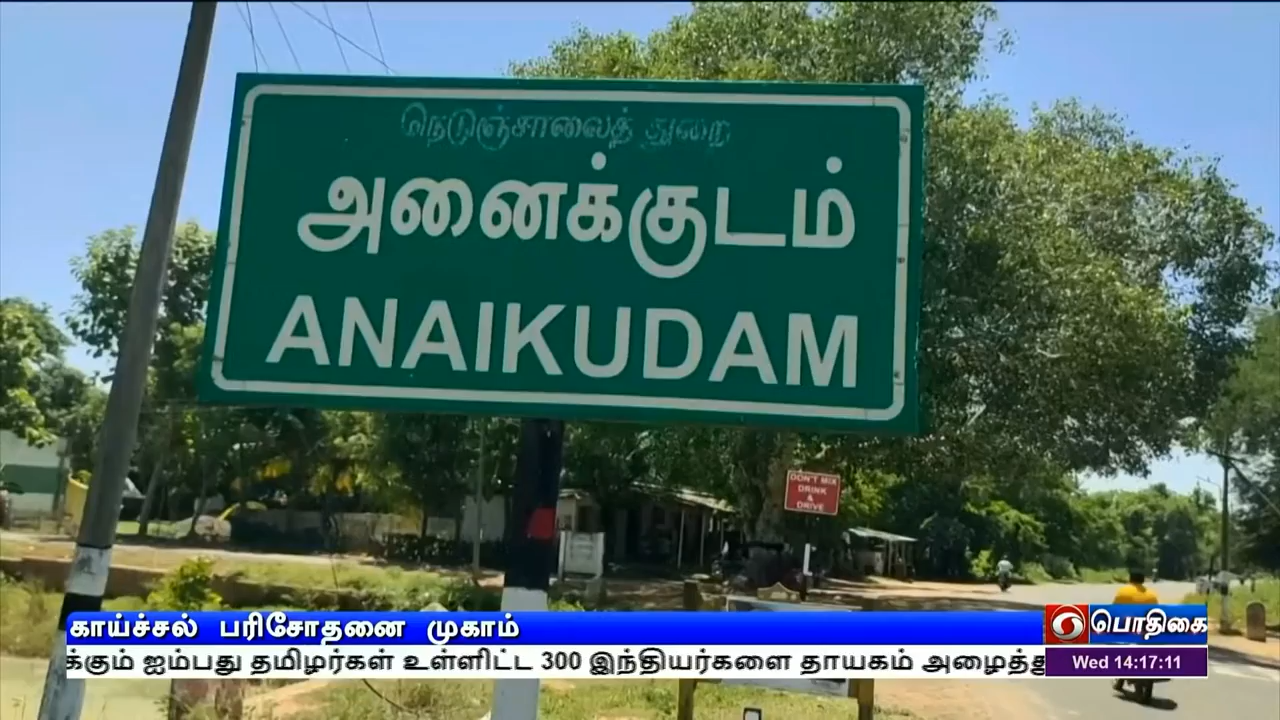 நெடுஞ்சாலைத் துறை
அனைக்குடம்
ANAIKUDAM
DON'T MIX
DRINK
&
DRIVE
காய்ச்சல் பரிசோதனை முகாம்
பொதிகை
க்கும் ஐம்பது தமிழர்கள் உள்ளிட்ட 300 இந்தியர்களை தாயகம் அழைத்து
Wed 14:17:11